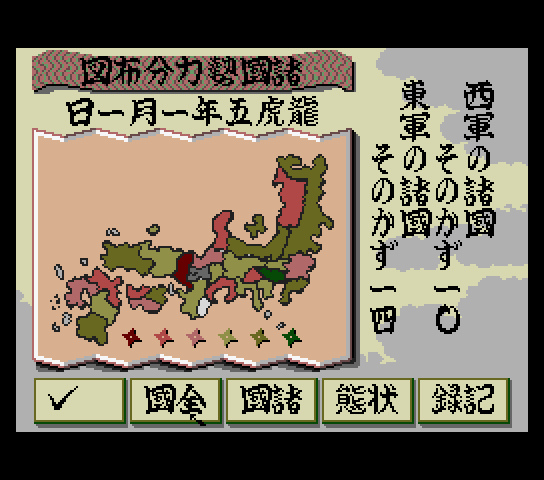 諸國勢力分布図
龍虎五年一月一日
西軍の諸國
そのかず一〇
東軍の諸國
そのかず一四
記録
状態
諸國
全國